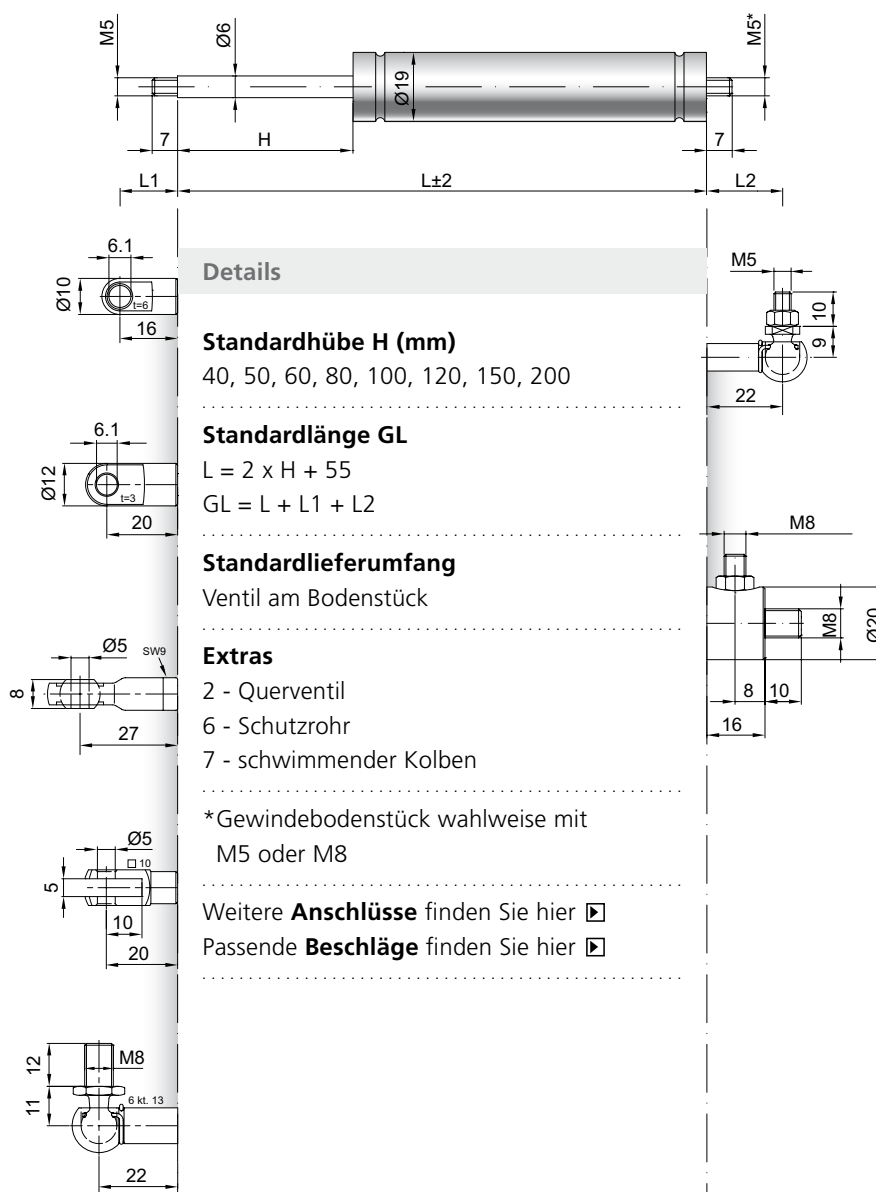 M5
Ø6
Ø19
M5*
7
H
7
L1
L±2
L2
6.1
Ø10
t=6
16
6.1
Ø12
t=3
20
Ø5
SW9
8
27
Ø5
□ 10
5
10
20
12
M8
11
6 kt. 13
22
Details
Standardhübe H (mm)
40, 50, 60, 80, 100, 120, 150, 200
Standardlänge GL
L = 2 x H + 55
GL = L + L1 + L2
Standardlieferumfang
Ventil am Bodenstück
Extras
2 - Querventil
6 - Schutzrohr
7 - schwimmender Kolben
*Gewindebodenstück wahlweise mit
M5 oder M8
Weitere Anschlüsse finden Sie hier
Passende Beschläge finden Sie hier
M5
10
9
22
M8
M8
Ø20
8
10
16